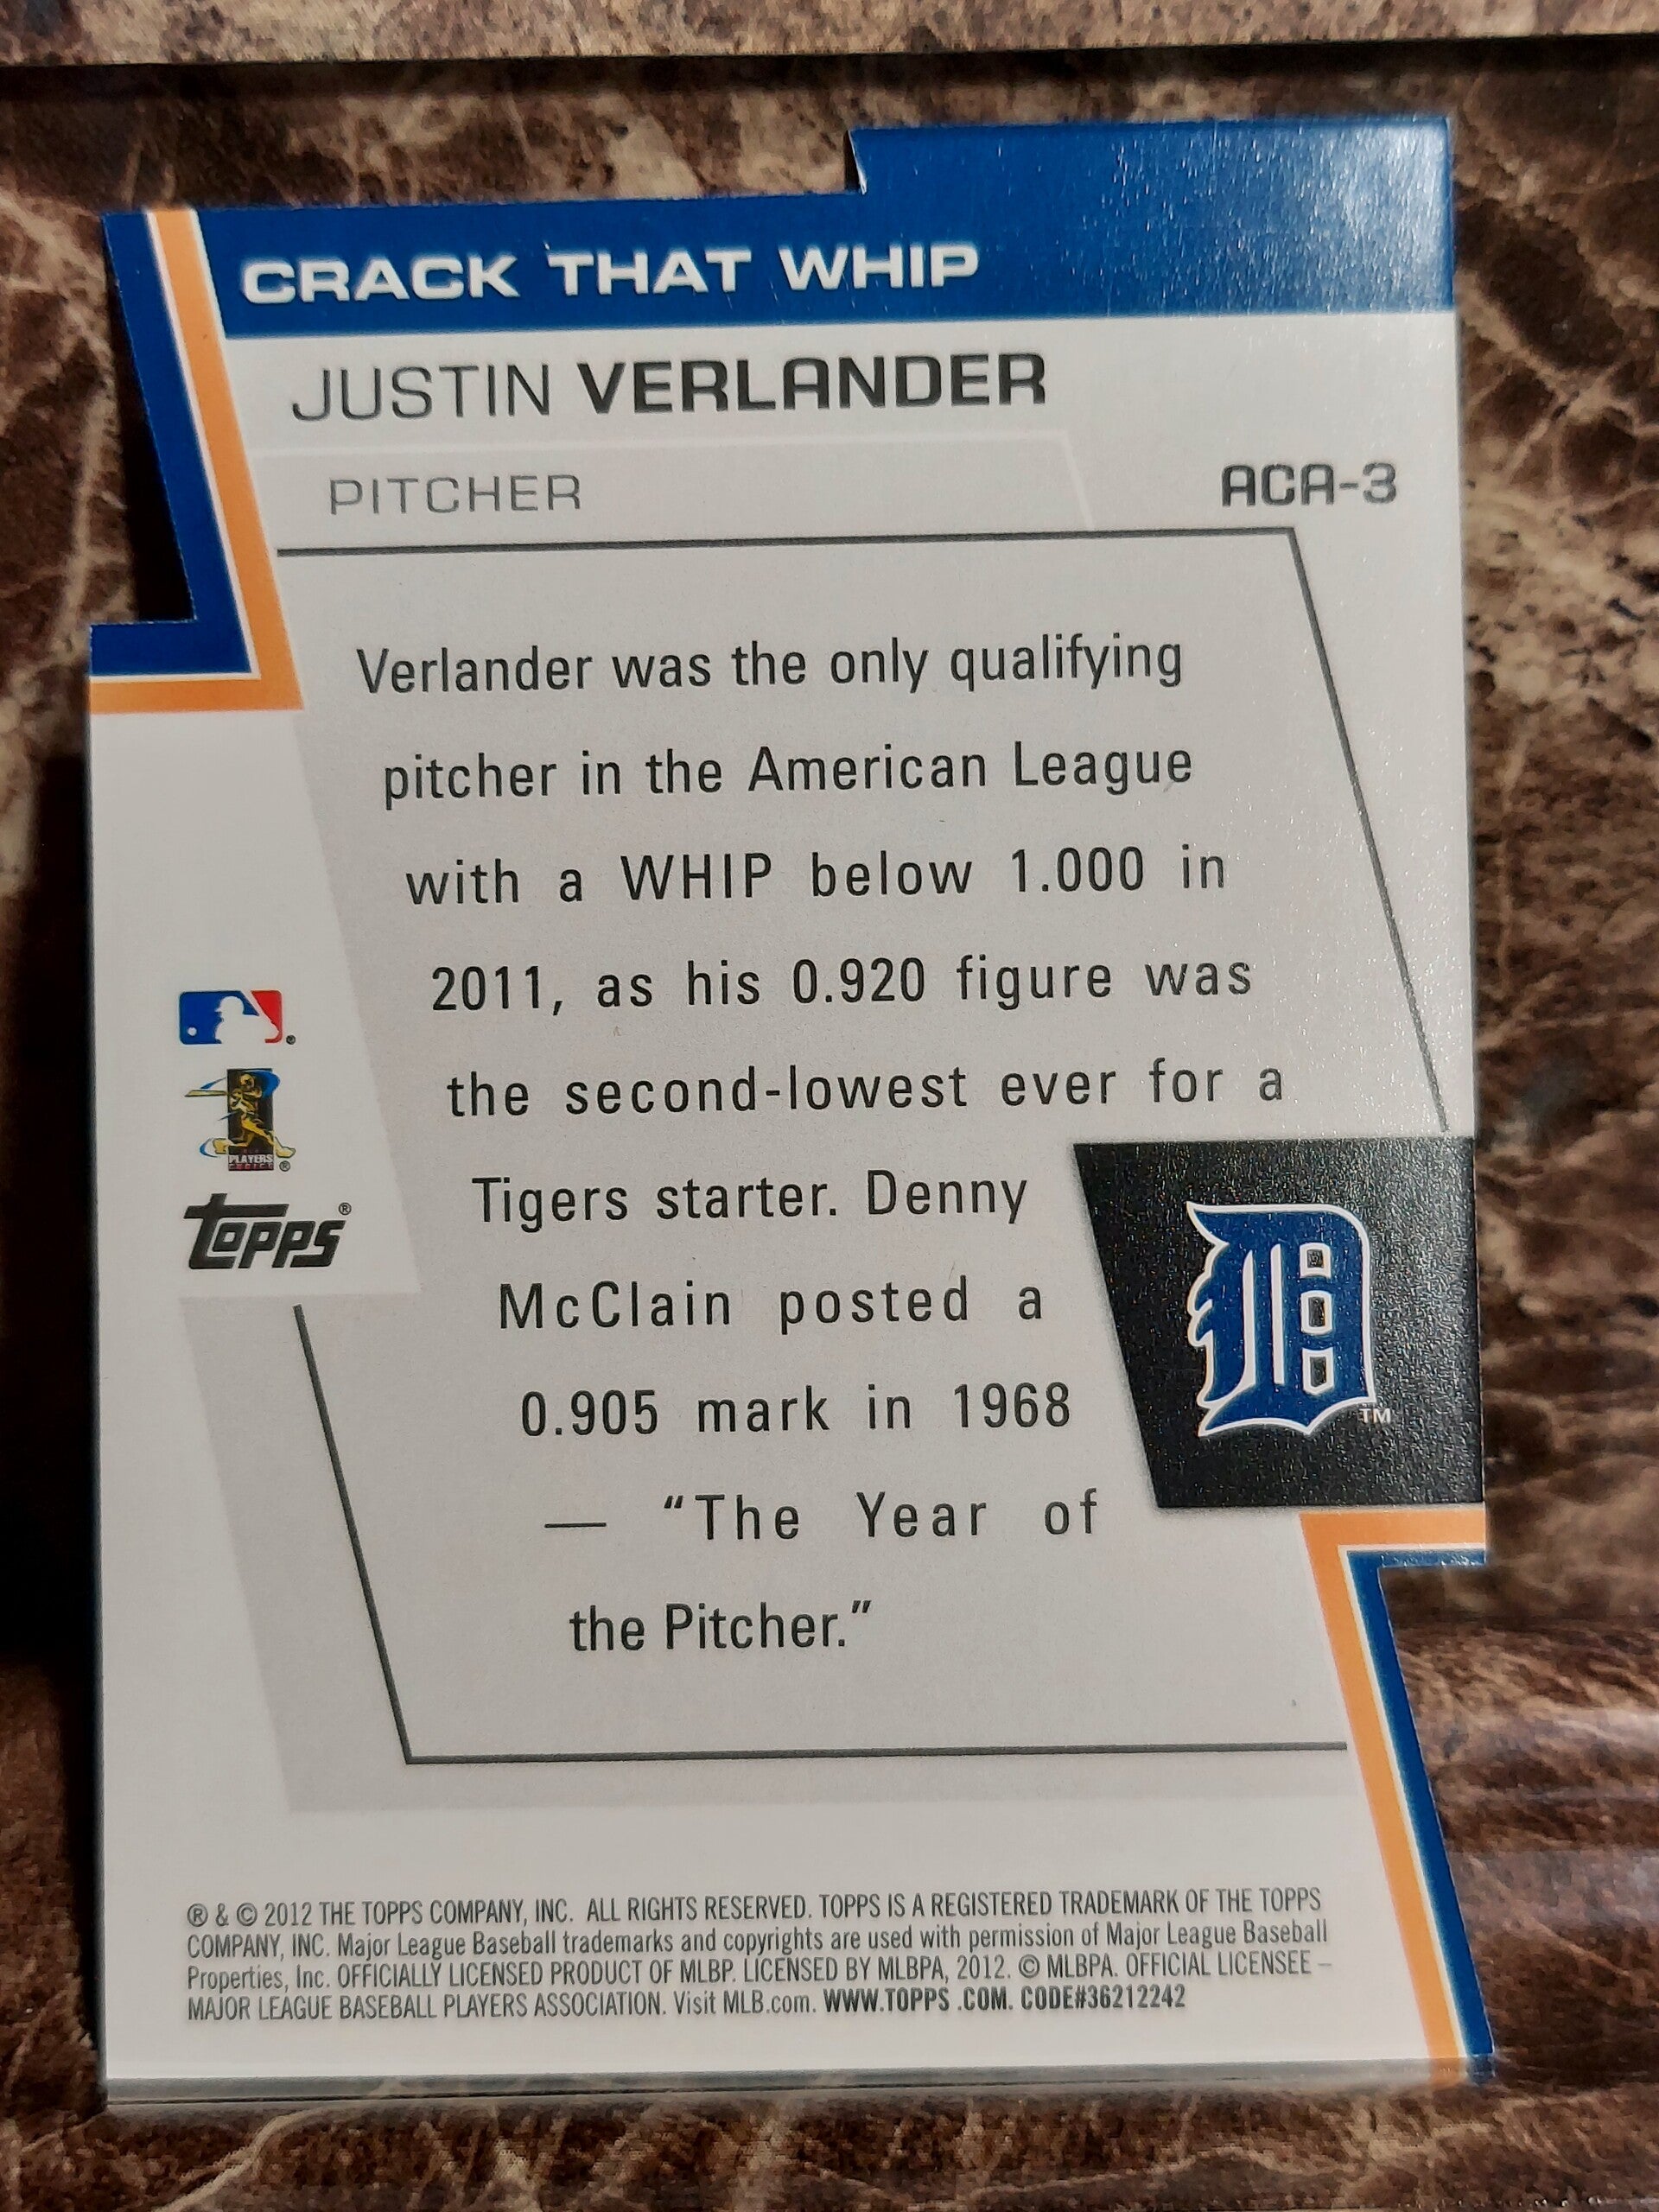 CRACK THAT WHIP
JUSTIN VERLANDER
PITCHER
ACA-3
Verlander was the only qualifying
pitcher in the American League
with a WHIP below 1.000 in
2011, as his 0.920 figure was
the second-lowest ever for a
Tigers starter. Denny
McClain posted a
0.905 mark in 1968
— “The Year of
the Pitcher.”
PLAYERS
CHOICE®
topps®
D™
® & © 2012 THE TOPPS COMPANY, INC. ALL RIGHTS RESERVED. TOPPS IS A REGISTERED TRADEMARK OF THE TOPPS
COMPANY, INC. Major League Baseball trademarks and copyrights are used with permission of Major League Baseball
Properties, Inc. OFFICIALLY LICENSED PRODUCT OF MLBP. LICENSED BY MLBPA, 2012. © MLBPA. OFFICIAL LICENSEE –
MAJOR LEAGUE BASEBALL PLAYERS ASSOCIATION. Visit MLB.com. WWW.TOPPS .COM. CODE#36212242